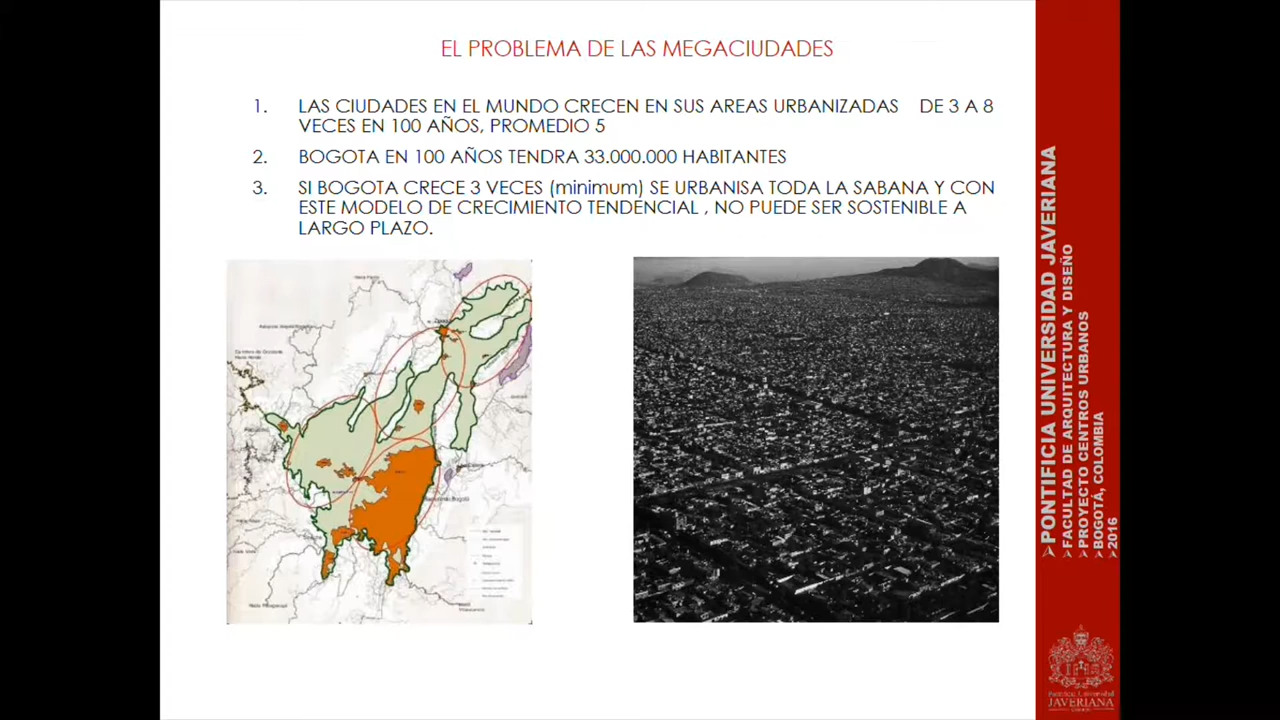 EL PROBLEMA DE LAS MEGACIUDADES
1. LAS CIUDADES EN EL MUNDO CRECEN EN SUS AREAS URBANIZADAS DE 3 A 8
VECES EN 100 AÑOS, PROMEDIO 5
2. BOGOTA EN 100 AÑOS TENDRA 33.000.000 HABITANTES
3. SI BOGOTA CRECE 3 VECES (minimum) SE URBANISA TODA LA SABANA Y CON
ESTE MODELO DE CRECIMIENTO TENDENCIAL , NO PUEDE SER SOSTENIBLE A
LARGO PLAZO.
PONTIFICIA UNIVERSIDAD JAVERIANA
FACULTAD DE ARQUITECTURA Y DISEÑO
PROYECTO CENTROS URBANOS
BOGOTÁ, COLOMBIA
2016
Pontificia Universidad
JAVERIANA